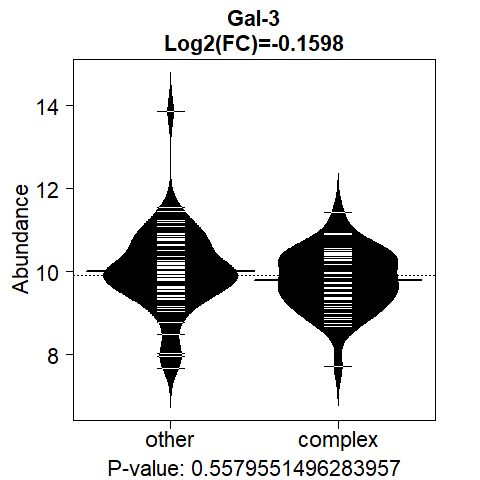 Gal-3
Log2(FC)=-0.1598
Abundance
14
12
10
8
other complex
P-value: 0.5579551496283957